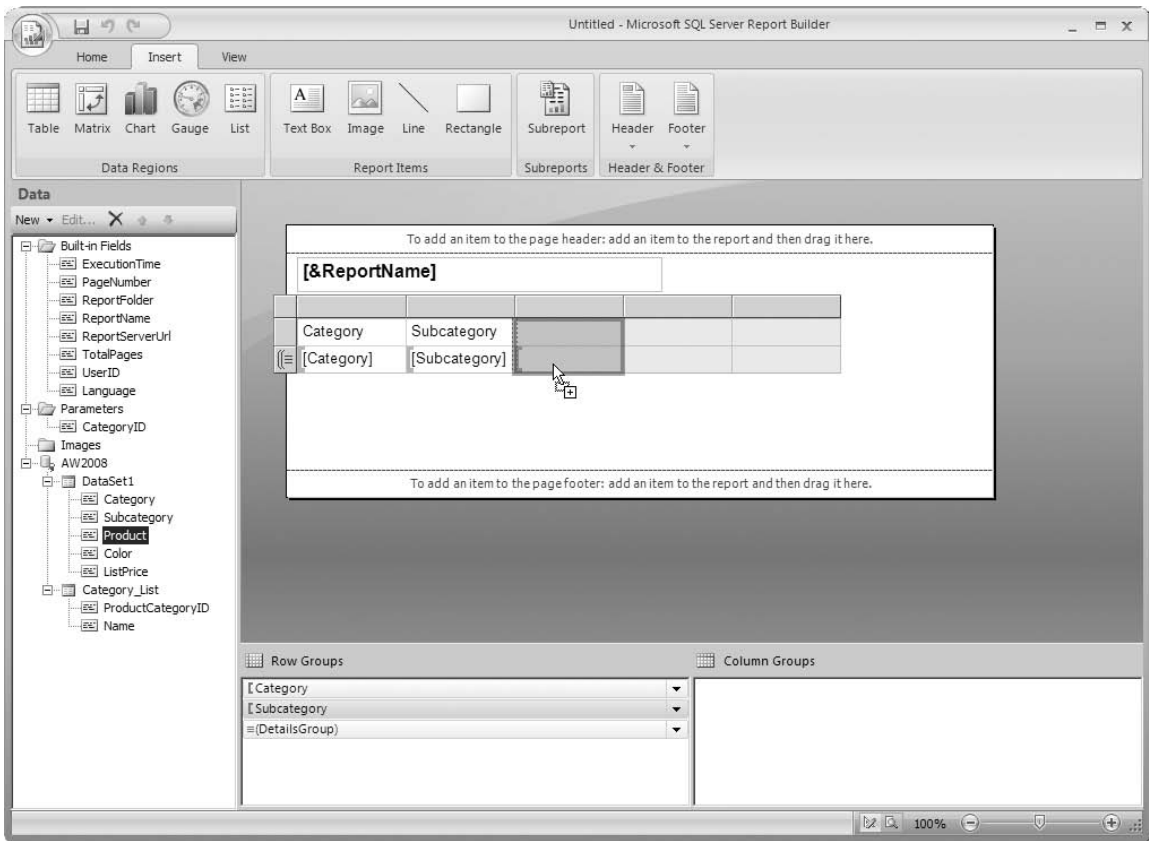 Untitled - Microsoft SQL Server Report Builder
Home Insert View
Table Matrix Chart Gauge List Text Box Image Line Rectangle Subreport Header Footer
Data Regions Report Items Subreports Header & Footer
Data
New Edit...
Built-in Fields
ExecutionTime
PageNumber
ReportFolder
ReportName
ReportServerUrl
TotalPages
UserID
Language
Parameters
CategoryID
Images
AW2008
DataSet1
Category
Subcategory
Product
Color
ListPrice
Category_List
ProductCategoryID
Name
To add an item to the page header: add an item to the report and then drag it here.
[&ReportName]
Category Subcategory
[Category] [Subcategory]
To add an item to the page footer: add an item to the report and then drag it here.
Row Groups Column Groups
[ Category
[ Subcategory
≡(DetailsGroup)
100%